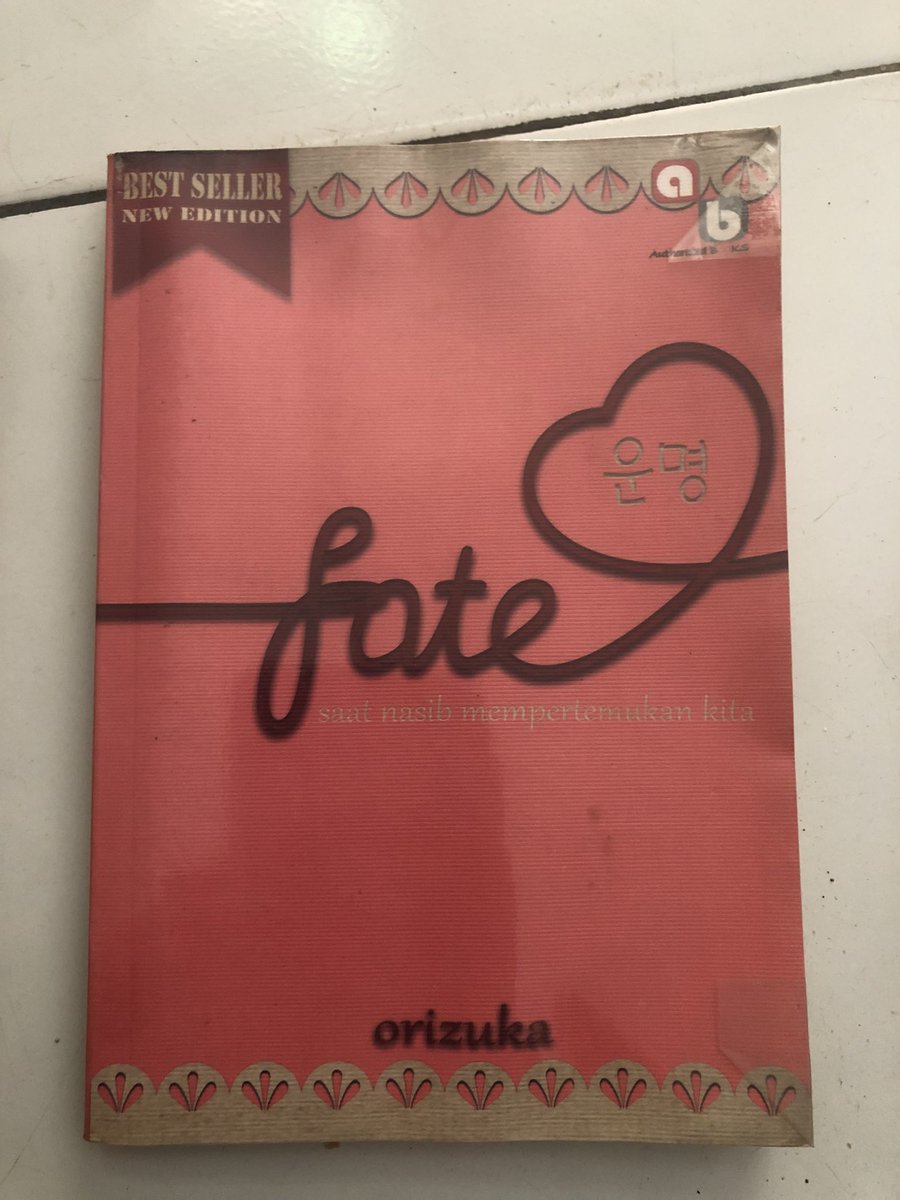 BEST SELLER
NEW EDITION
a
b
운명
fate
saat nasib mempertemukan kita
orizuka